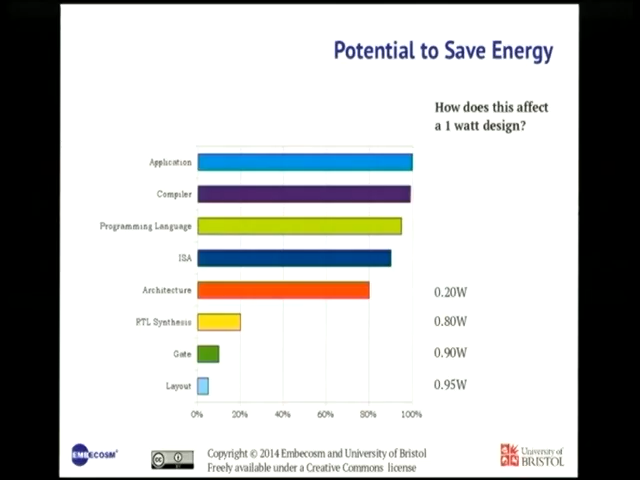 Potential to Save Energy
How does this affect
a 1 watt design?
Application
Compiler
Programming Language
ISA
Architecture
0.20W
RTL Synthesis
0.80W
Gate
0.90W
Layout
0.95W
0% 20% 40% 60% 80% 100%
EMBECOSM®
cc
Copyright © 2014 Embecosm and University of Bristol
Freely available under a Creative Commons license
University of
BRISTOL